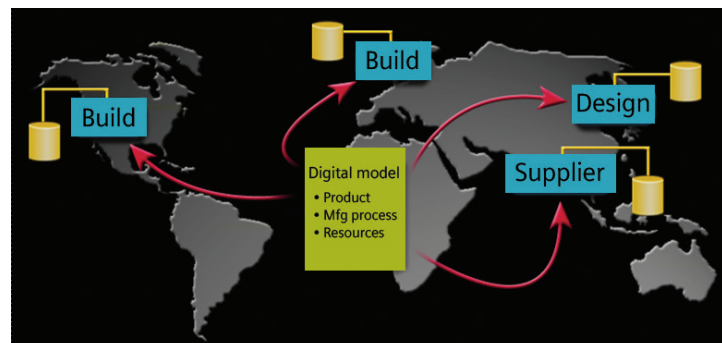 Build
Build
Design
Supplier
Digital model
• Product
• Mfg process
• Resources